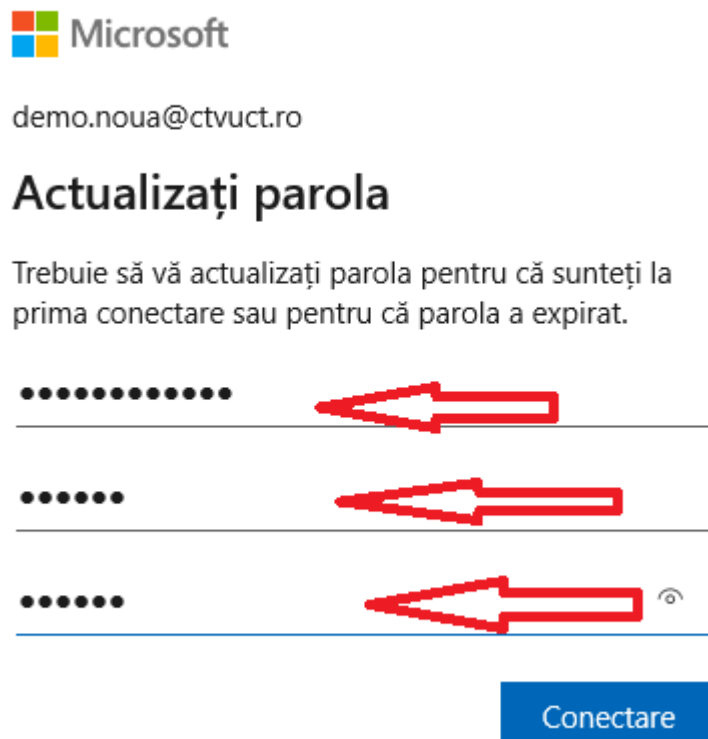 Microsoft
demo.noua@ctvuct.ro
Actualizați parola
Trebuie să vă actualizați parola pentru că sunteți la
prima conectare sau pentru că parola a expirat.
••••••••••••
••••••
••••••
Conectare